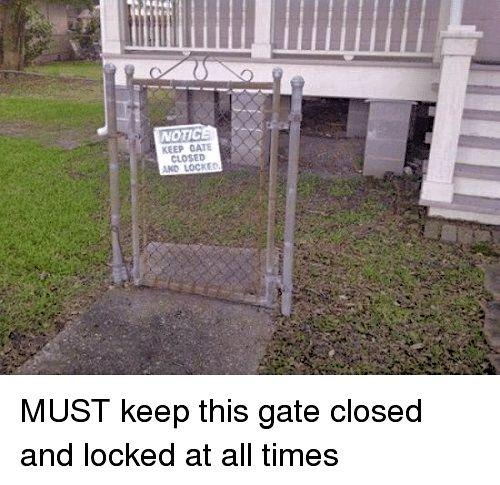 NOTICE
KEEP GATE
CLOSED
AND LOCKED.
MUST keep this gate closed
and locked at all times